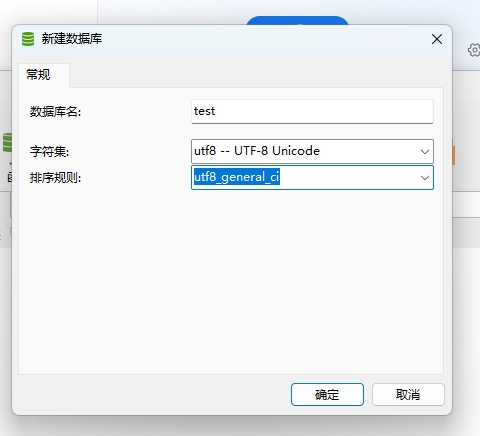 新建数据库
常规
数据库名: test
字符集: utf8 -- UTF-8 Unicode
排序规则: utf8_general_ci
确定 取消